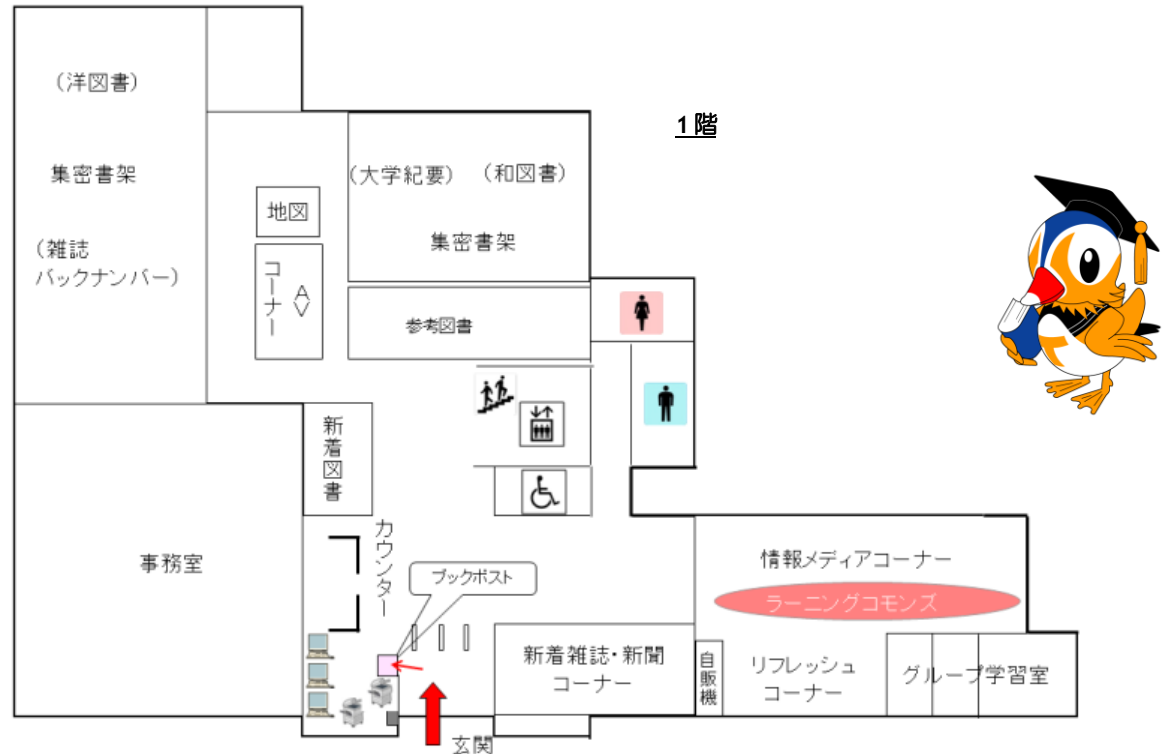 1階
（洋図書）
集密書架
（雑誌
バックナンバー）
（大学紀要）
（和図書）
集密書架
地図
AV
コーナー
参考図書
新着図書
事務室
カウンター
ブックポスト
情報メディアコーナー
ラーニングコモンズ
新着雑誌・新聞
コーナー
自販機
リフレッシュ
コーナー
グループ学習室
玄関